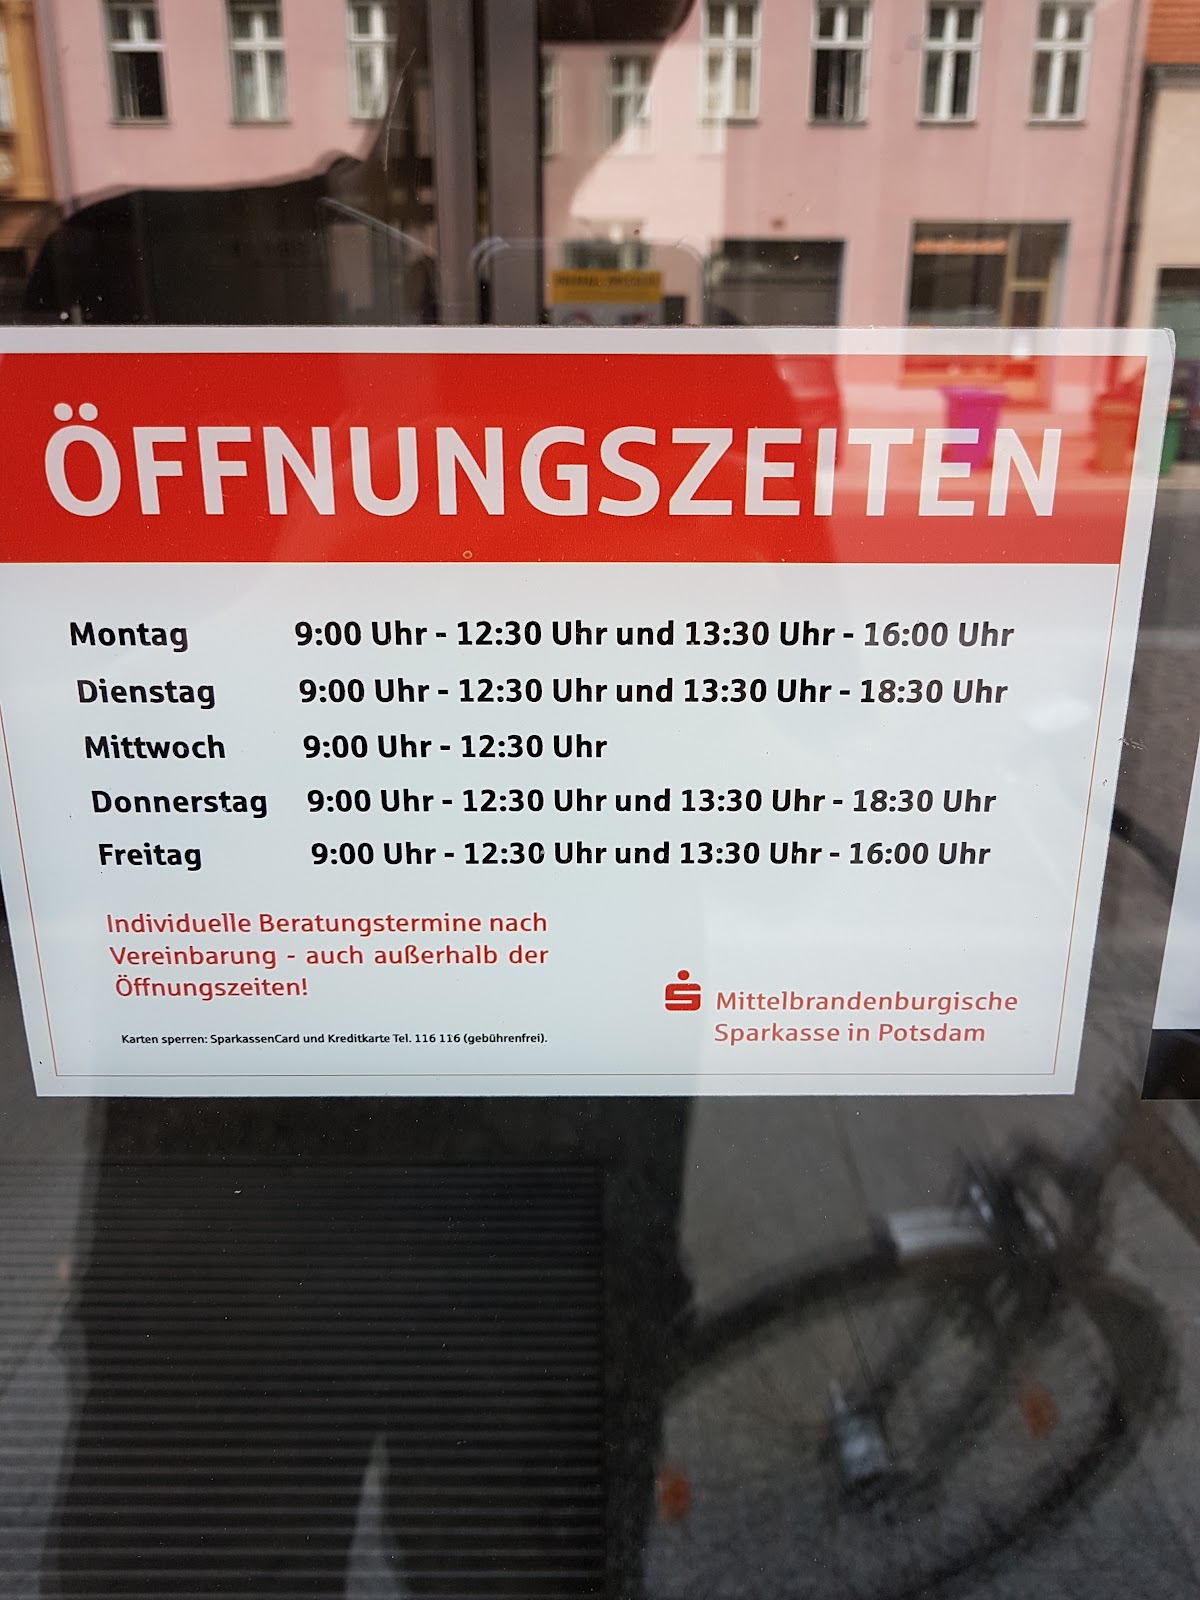 ÖFFNUNGSZEITEN
Montag 9:00 Uhr - 12:30 Uhr und 13:30 Uhr - 16:00 Uhr
Dienstag 9:00 Uhr - 12:30 Uhr und 13:30 Uhr - 18:30 Uhr
Mittwoch 9:00 Uhr - 12:30 Uhr
Donnerstag 9:00 Uhr - 12:30 Uhr und 13:30 Uhr - 18:30 Uhr
Freitag 9:00 Uhr - 12:30 Uhr und 13:30 Uhr - 16:00 Uhr
Individuelle Beratungstermine nach
Vereinbarung - auch außerhalb der
Öffnungszeiten!
Karten sperren: SparkassenCard und Kreditkarte Tel. 116 116 (gebührenfrei).
Mittelbrandenburgische
Sparkasse in Potsdam